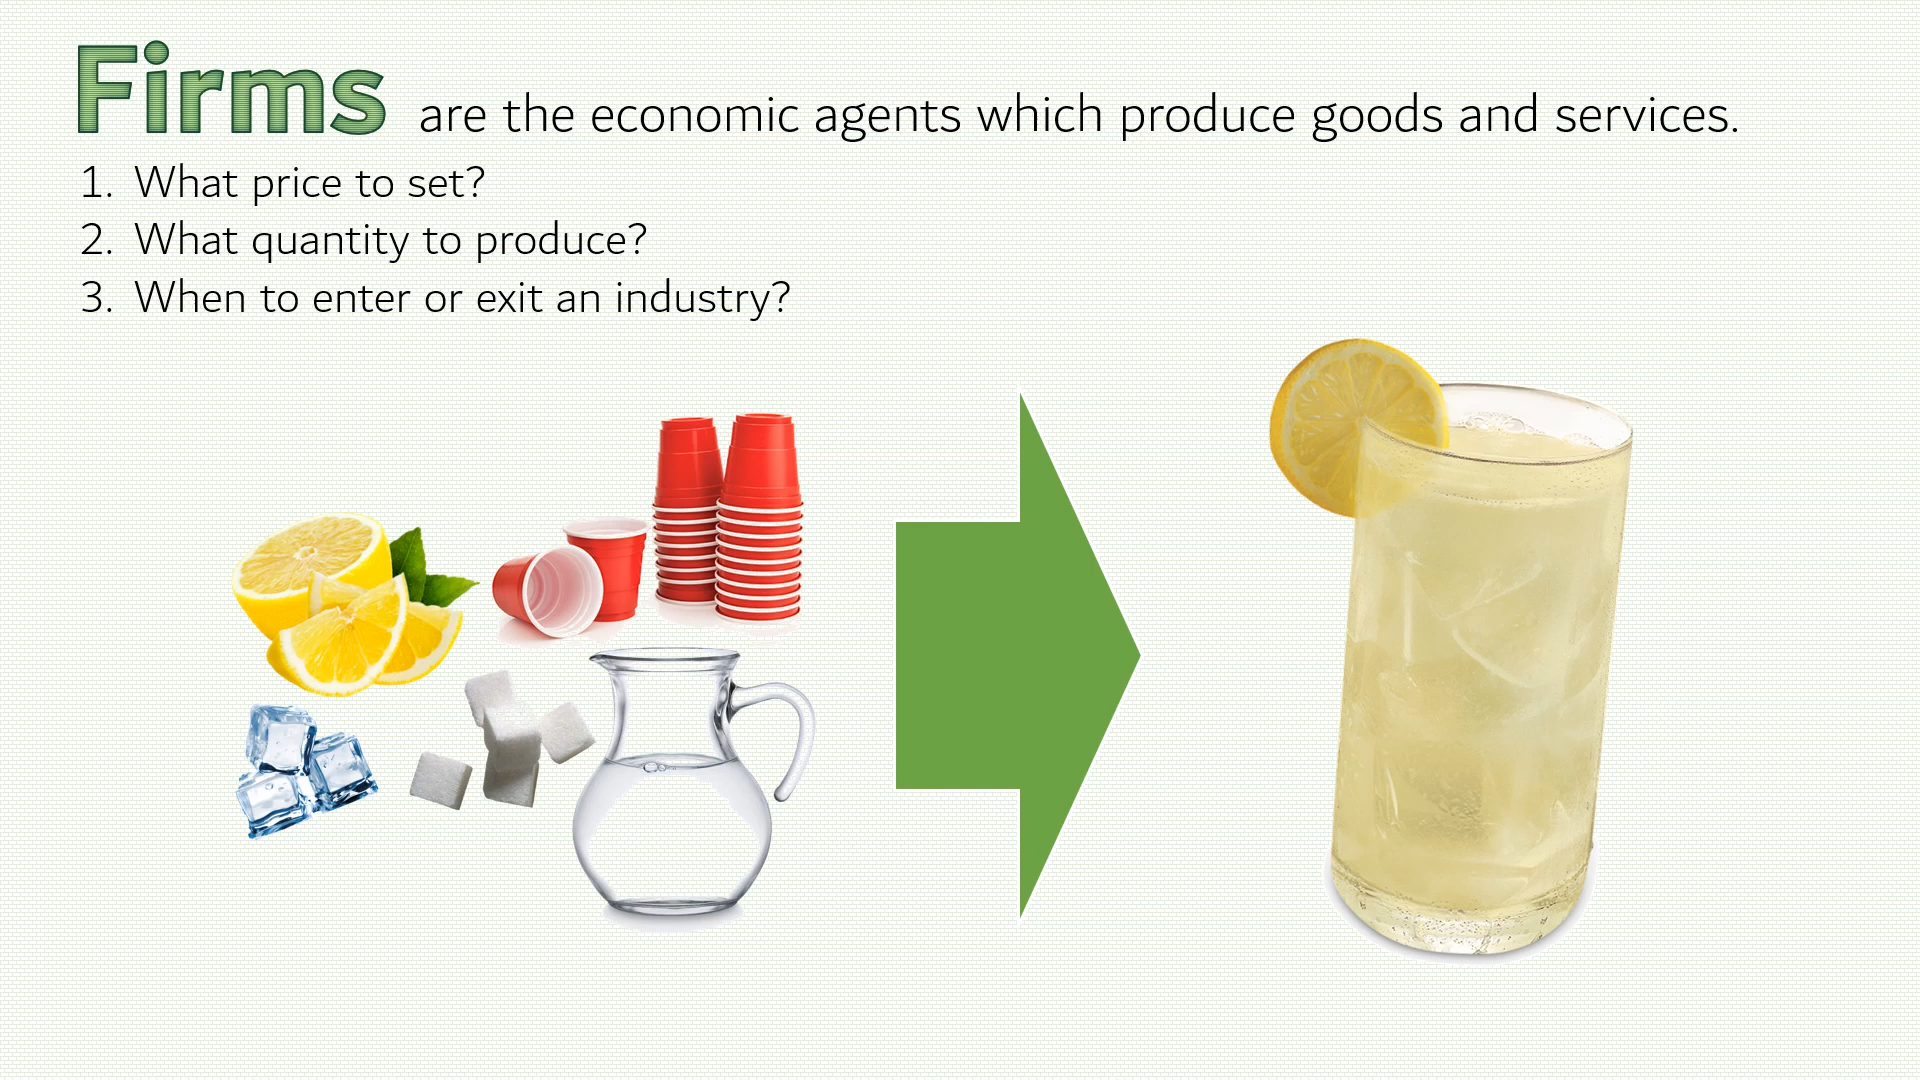 Firms are the economic agents which produce goods and services.
1. What price to set?
2. What quantity to produce?
3. When to enter or exit an industry?